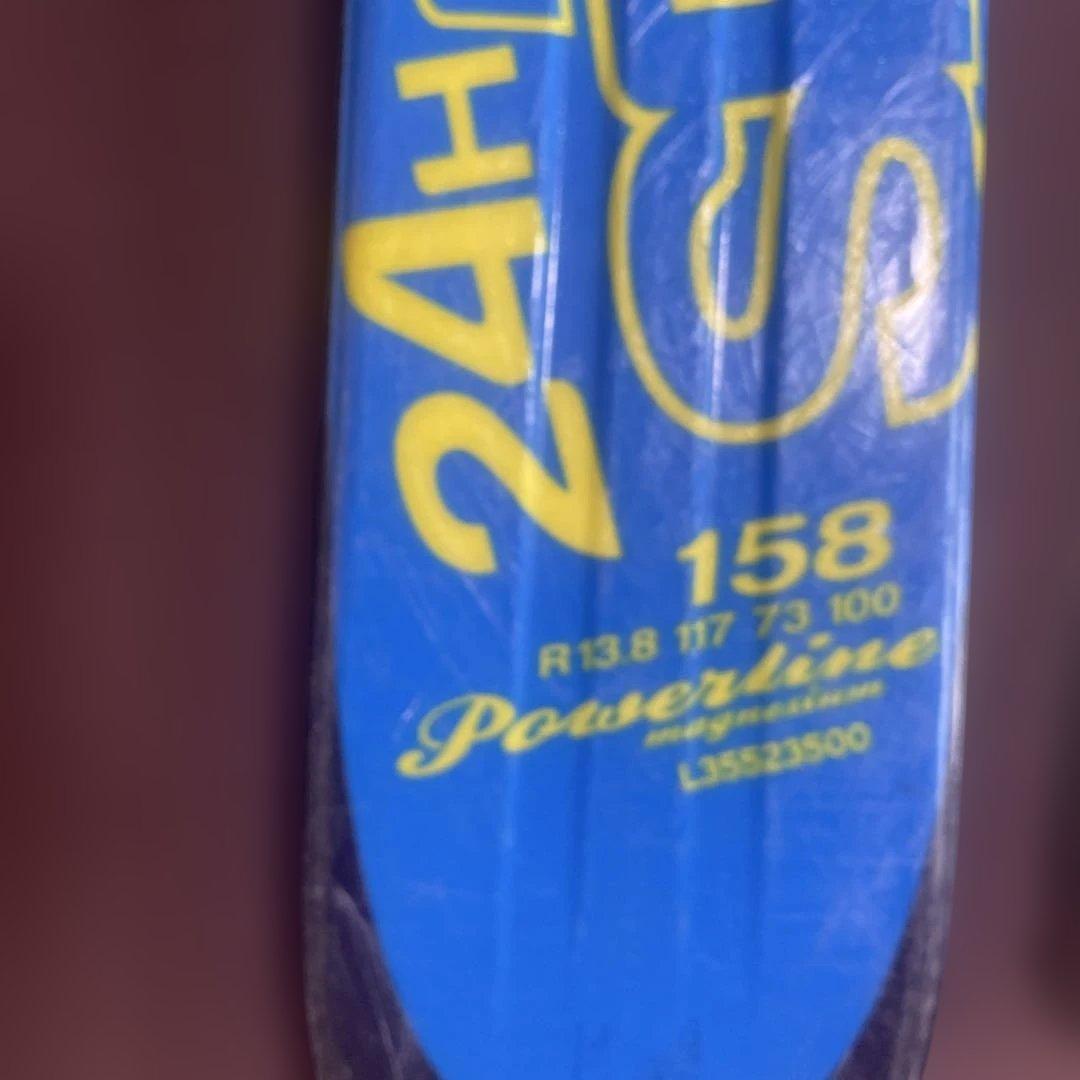 24H
158
R13.8 117 73 100
Powerline
magnesium
L35523500